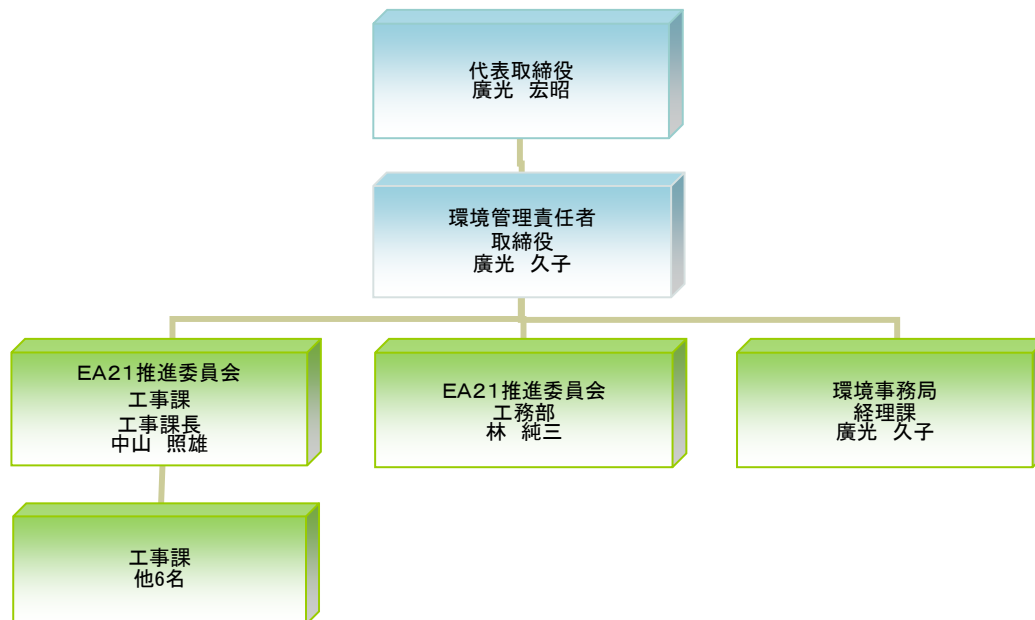 代表取締役
廣光　宏昭
環境管理責任者
取締役
廣光　久子
EA21推進委員会
工事課
工事課長
中山　照雄
EA21推進委員会
工務部
林　純三
環境事務局
経理課
廣光　久子
工事課
他6名